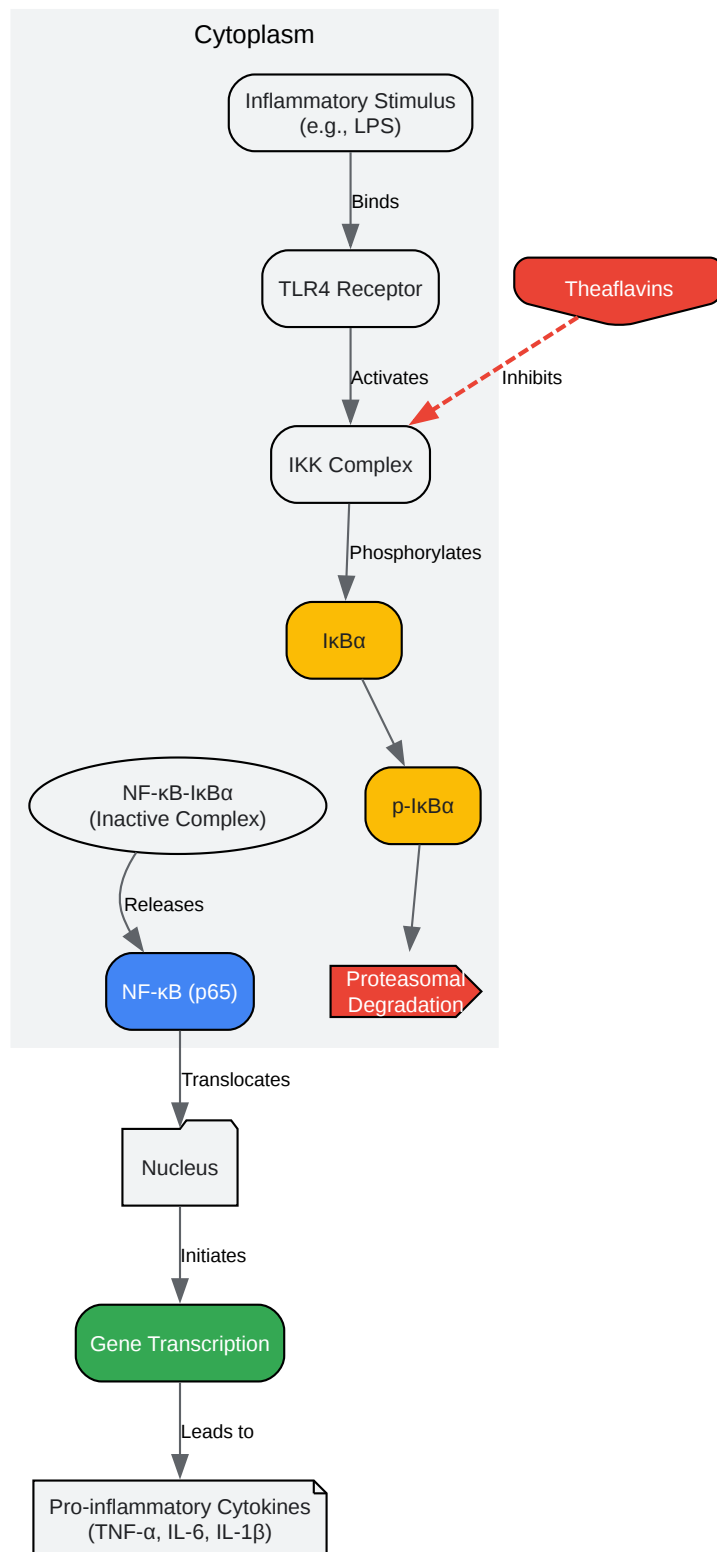 Cytoplasm
Inflammatory Stimulus
(e.g., LPS)
Binds
TLR4 Receptor
Theaflavins
Activates
Inhibits
IKK Complex
Phosphorylates
IκBα
NF-κB-IκBα
(Inactive Complex)
p-IκBα
Releases
NF-κB (p65)
Proteasomal
Degradation
Translocates
Nucleus
Initiates
Gene Transcription
Leads to
Pro-inflammatory Cytokines
(TNF-α, IL-6, IL-1β)